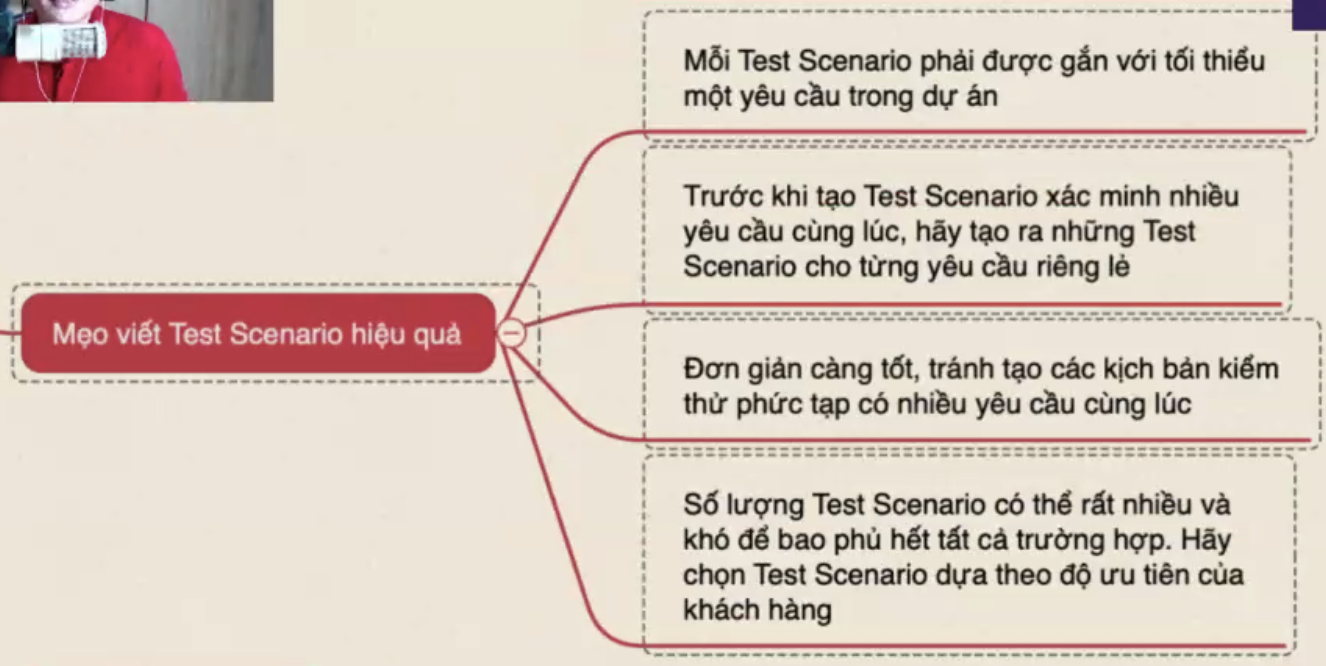 Mẹo viết Test Scenario hiệu quả
Mỗi Test Scenario phải được gắn với tối thiểu
một yêu cầu trong dự án
Trước khi tạo Test Scenario xác minh nhiều
yêu cầu cùng lúc, hãy tạo ra những Test
Scenario cho từng yêu cầu riêng lẻ
Đơn giản càng tốt, tránh tạo các kịch bản kiểm
thử phức tạp có nhiều yêu cầu cùng lúc
Số lượng Test Scenario có thể rất nhiều và
khó để bao phủ hết tất cả trường hợp. Hãy
chọn Test Scenario dựa theo độ ưu tiên của
khách hàng